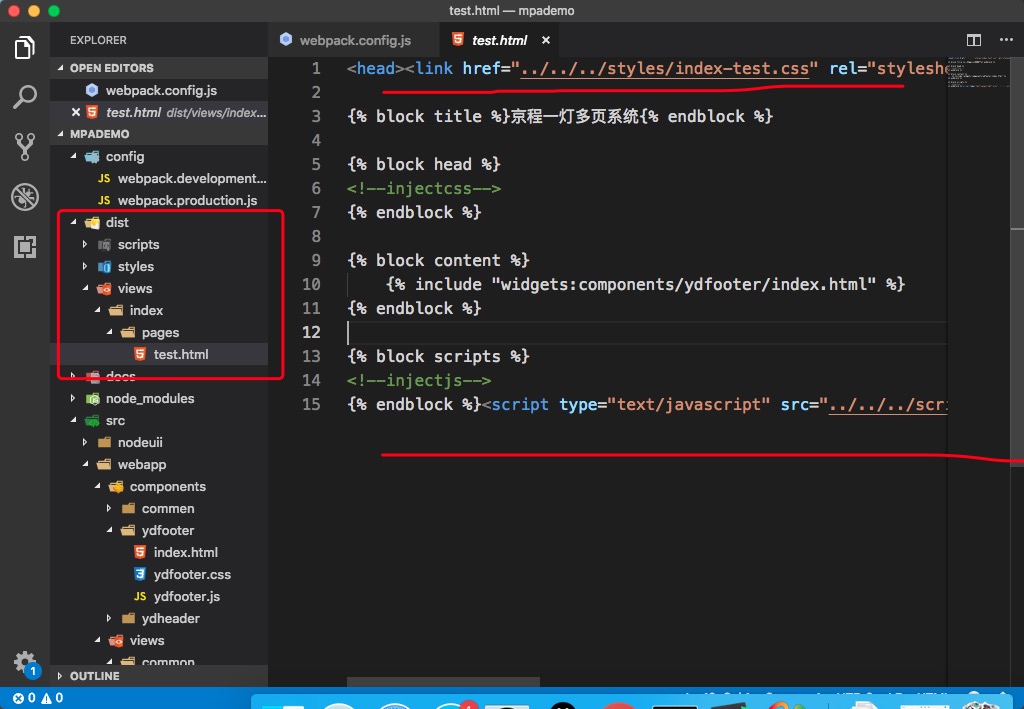 test.html — mpademo
EXPLORER
OPEN EDITORS
webpack.config.js
test.html dist/views/index...
MPADEMO
config
JS webpack.development...
JS webpack.production.js
dist
scripts
styles
views
index
pages
test.html
docs
node_modules
src
nodeuii
webapp
components
commen
ydfooter
index.html
ydfooter.css
JS ydfooter.js
ydheader
views
common
OUTLINE
1
0 0
webpack.config.js
test.html
1 <head><link href="../../../styles/index-test.css" rel="styleshe
2
3 {% block title %}京程一灯多页系统{% endblock %}
4
5 {% block head %}
6 <!--injectcss-->
7 {% endblock %}
8
9 {% block content %}
10 {% include "widgets:components/ydfooter/index.html" %}
11 {% endblock %}
12
13 {% block scripts %}
14 <!--injectjs-->
15 {% endblock %}<script type="text/javascript" src="../../../scr